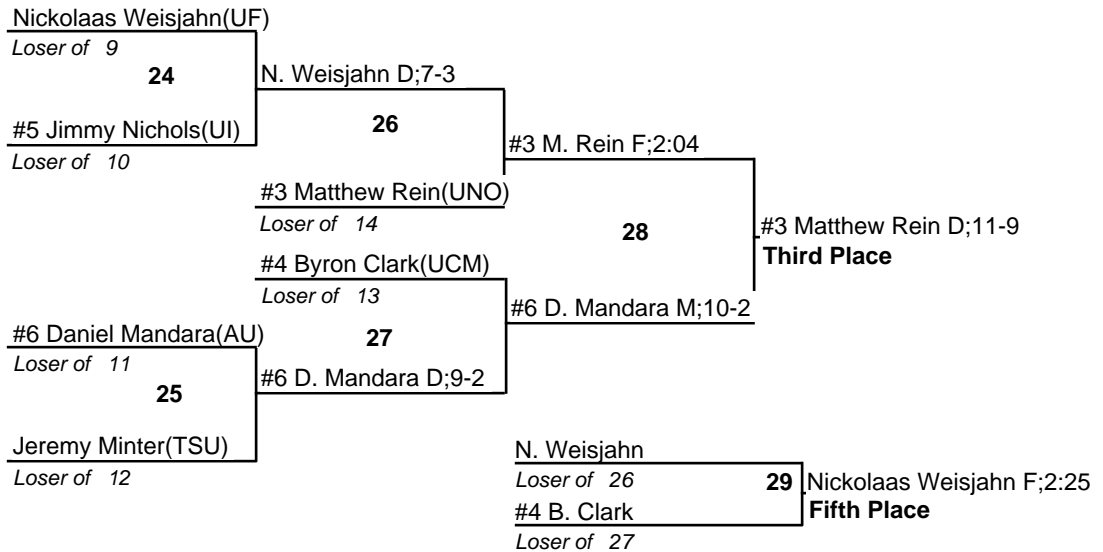 Nickolaas Weisjahn(UF)
Loser of 9
24
N. Weisjahn D;7-3
#5 Jimmy Nichols(UI)
Loser of 10
26
#3 M. Rein F;2:04
#3 Matthew Rein(UNO)
Loser of 14
28
#3 Matthew Rein D;11-9
Third Place
#4 Byron Clark(UCM)
Loser of 13
#6 D. Mandara M;10-2
#6 Daniel Mandara(AU)
Loser of 11
27
25
#6 D. Mandara D;9-2
Jeremy Minter(TSU)
Loser of 12
N. Weisjahn
Loser of 26
29
Nickolaas Weisjahn F;2:25
Fifth Place
#4 B. Clark
Loser of 27